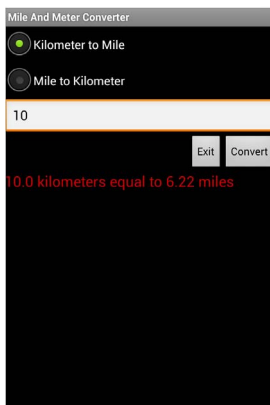 Mile And Meter Converter
Kilometer to Mile
Mile to Kilometer
10
Exit Convert
10.0 kilometers equal to 6.22 miles